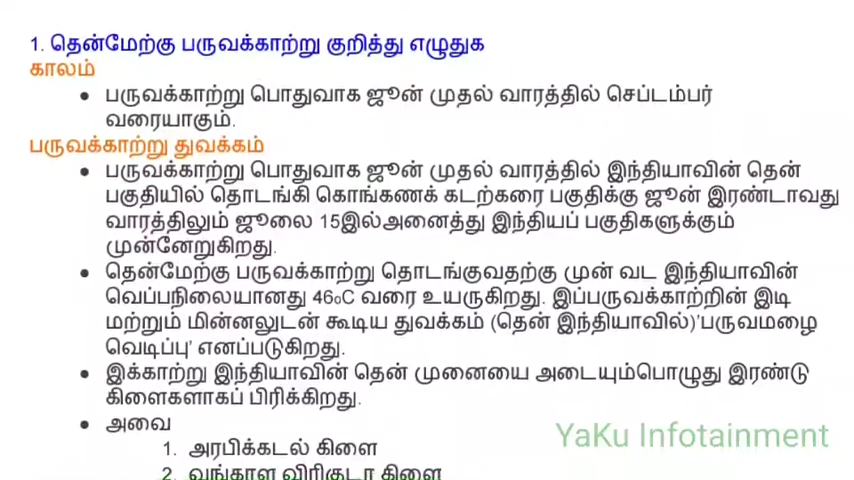 1. தென்மேற்கு பருவக்காற்று குறித்து எழுதுக
காலம்
● பருவக்காற்று பொதுவாக ஜூன் முதல் வாரத்தில் செப்டம்பர்
வரையாகும்.
பருவக்காற்று துவக்கம்
● பருவக்காற்று பொதுவாக ஜூன் முதல் வாரத்தில் இந்தியாவின் தென்
பகுதியில் தொடங்கி கொங்கணக் கடற்கரை பகுதிக்கு ஜூன் இரண்டாவது
வாரத்திலும் ஜூலை 15இல்அனைத்து இந்தியப் பகுதிகளுக்கும்
முன்னேறுகிறது.
● தென்மேற்கு பருவக்காற்று தொடங்குவதற்கு முன் வட இந்தியாவின்
வெப்பநிலையானது 46oC வரை உயருகிறது. இப்பருவக்காற்றின் இடி
மற்றும் மின்னலுடன் கூடிய துவக்கம் (தென் இந்தியாவில்)'பருவமழை
வெடிப்பு' எனப்படுகிறது.
● இக்காற்று இந்தியாவின் தென் முனையை அடையும்பொழுது இரண்டு
கிளைகளாகப் பிரிக்கிறது.
● அவை
1. அரபிக்கடல் கிளை
2. வங்காள விரிகுடா கிளை
YaKu Infotainment